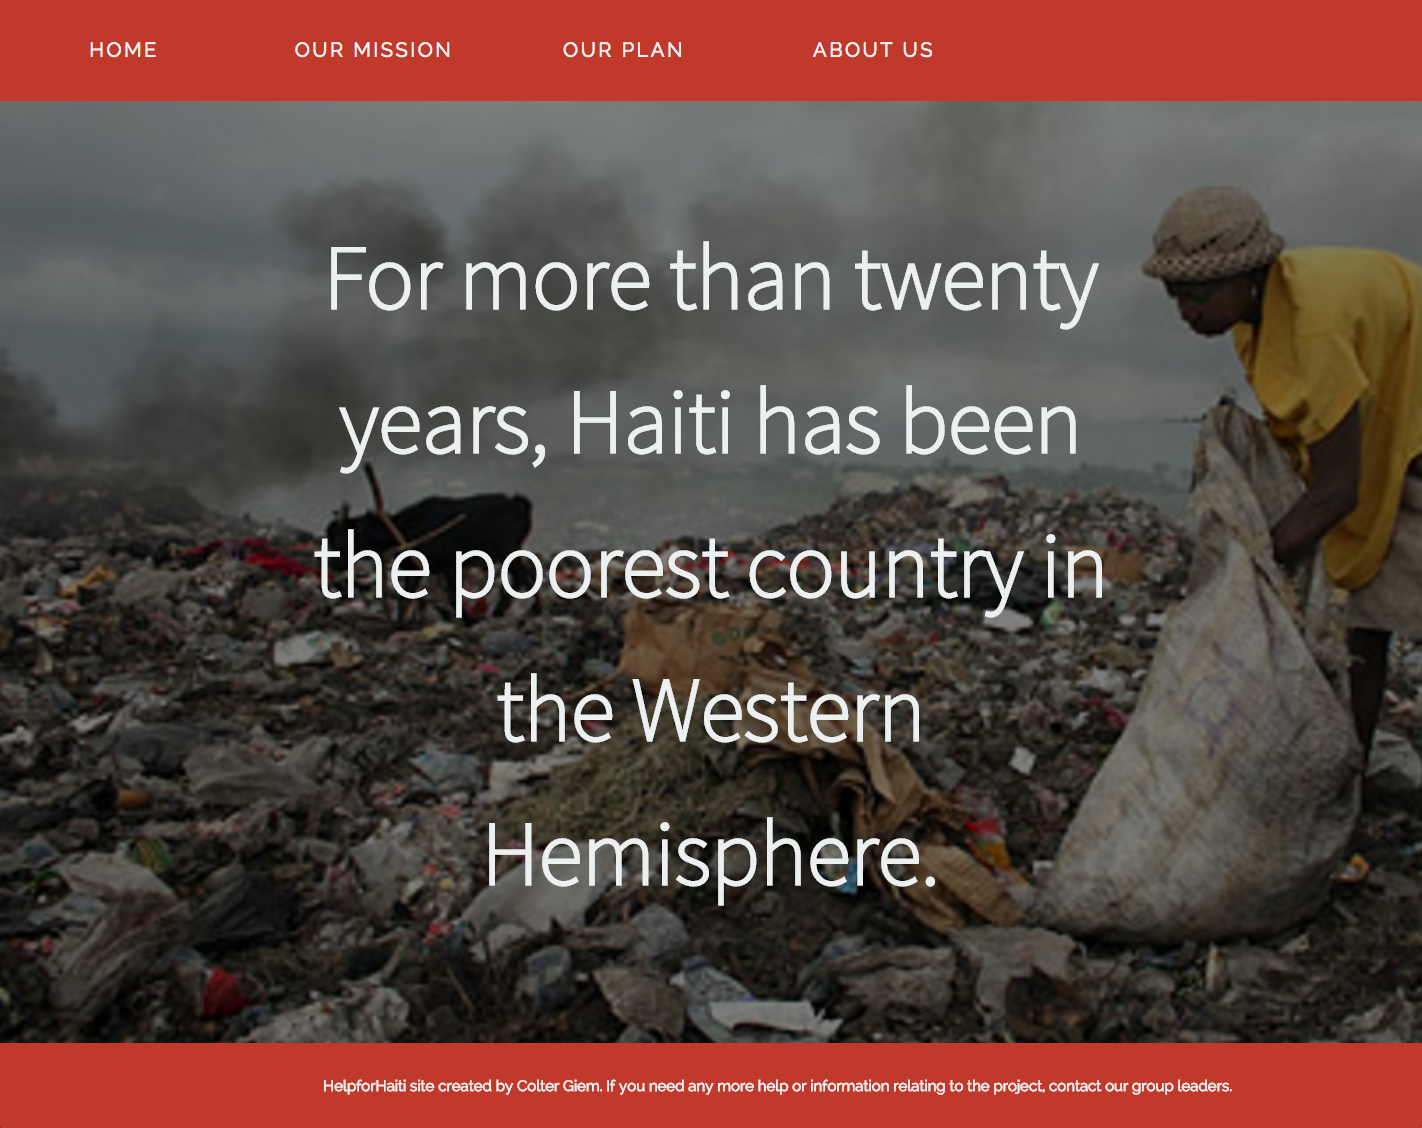 HOME OUR MISSION OUR PLAN ABOUT US
For more than twenty
years, Haiti has been
the poorest country in
the Western
Hemisphere.
HelpforHaiti site created by Colter Giem. If you need any more help or information relating to the project, contact our group leaders.